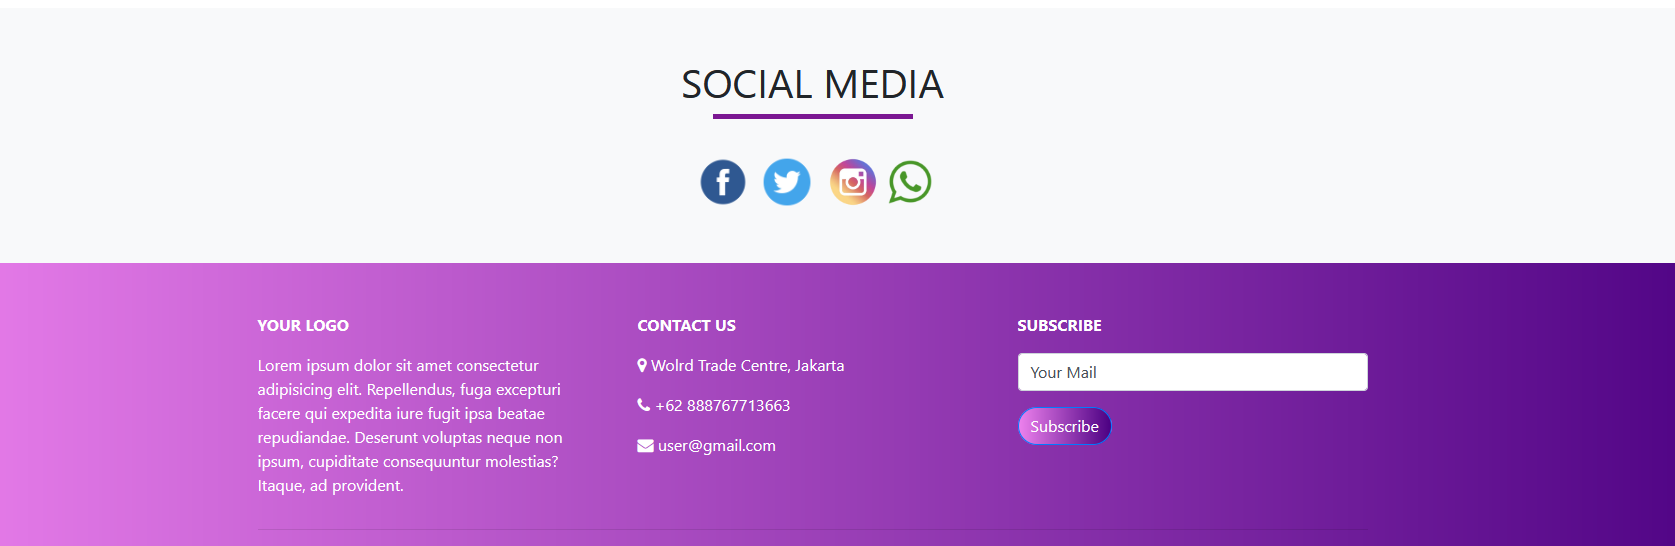 SOCIAL MEDIA
YOUR LOGO
Lorem ipsum dolor sit amet consectetur
adipisicing elit. Repellendus, fuga excepturi
facere qui expedita iure fugit ipsa beatae
repudiandae. Deserunt voluptas neque non
ipsum, cupiditate consequuntur molestias?
Itaque, ad provident.
CONTACT US
Wolrd Trade Centre, Jakarta
+62 888767713663
user@gmail.com
SUBSCRIBE
Your Mail
Subscribe